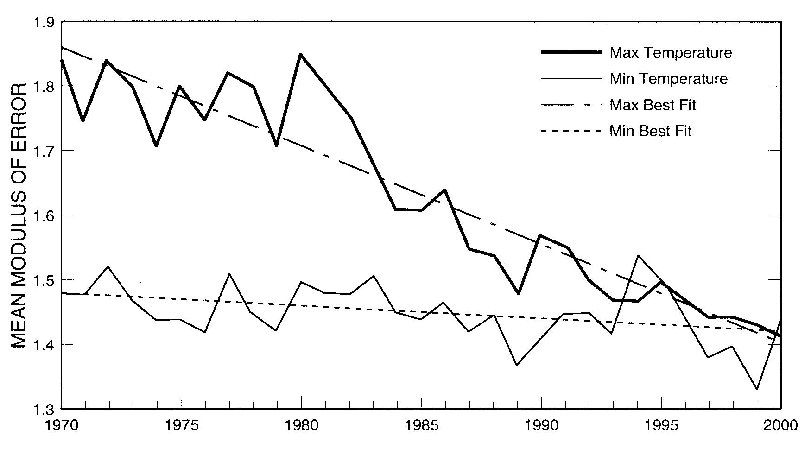 MEAN MODULUS OF ERROR
1.9
1.8
1.7
1.6
1.5
1.4
1.3
Max Temperature
Min Temperature
Max Best Fit
Min Best Fit
1970 1975 1980 1985 1990 1995 2000